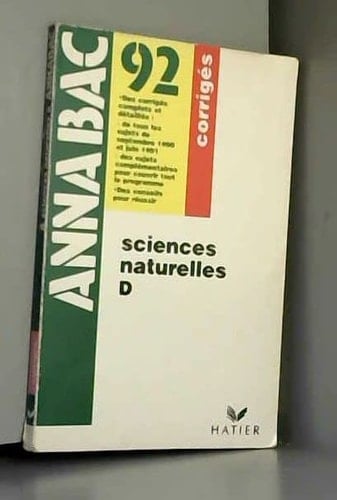 ANNABAC
92
corrigés
-Des corrigés
complets et
détaillés :
- de tous les
sujets de
septembre 1990
et juin 1991
- des sujets
complémentaires
pour couvrir tout
le programme
-Des conseils
pour réussir
sciences
naturelles
D
HATIER